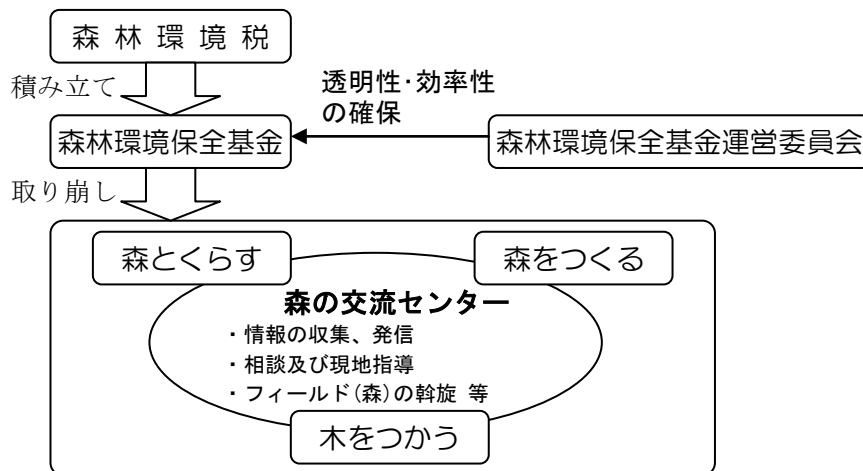 森 林 環 境 税
積み立て
透明性・効率性
の確保
森林環境保全基金
森林環境保全基金運営委員会
取り崩し
森とくらす
森をつくる
森の交流センター
・情報の収集、発信
・相談及び現地指導
・フィールド(森)の斡旋 等
木をつかう